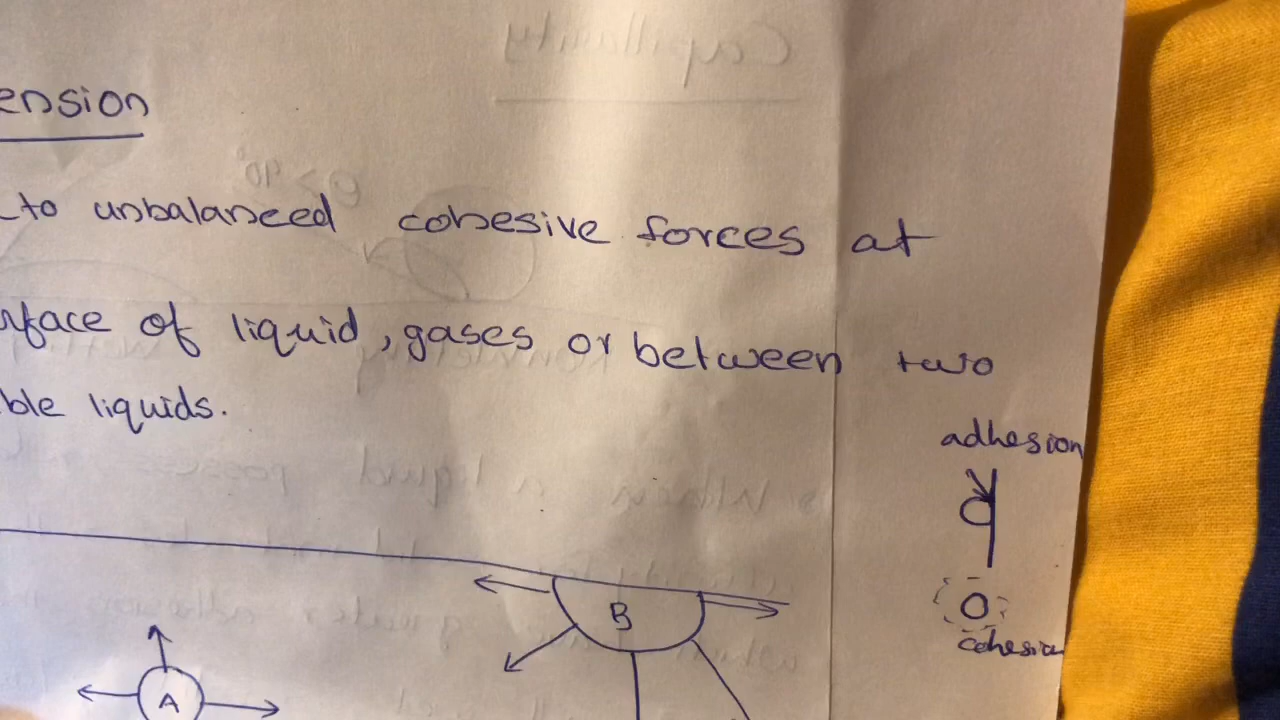 ension
to unbalanced cohesive forces at
rface of liquid, gases or between two
ble liquids.
adhesion
B
cohesion
A